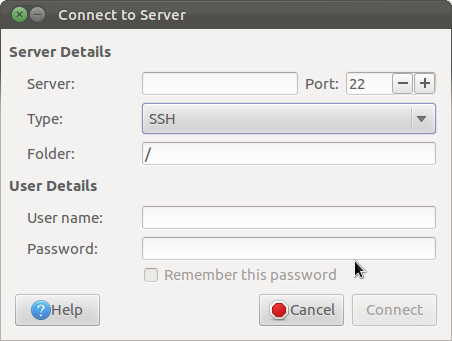 Connect to Server
Server Details
Server: Port: 22
Type: SSH
Folder: /
User Details
User name:
Password:
Remember this password
Help Cancel Connect